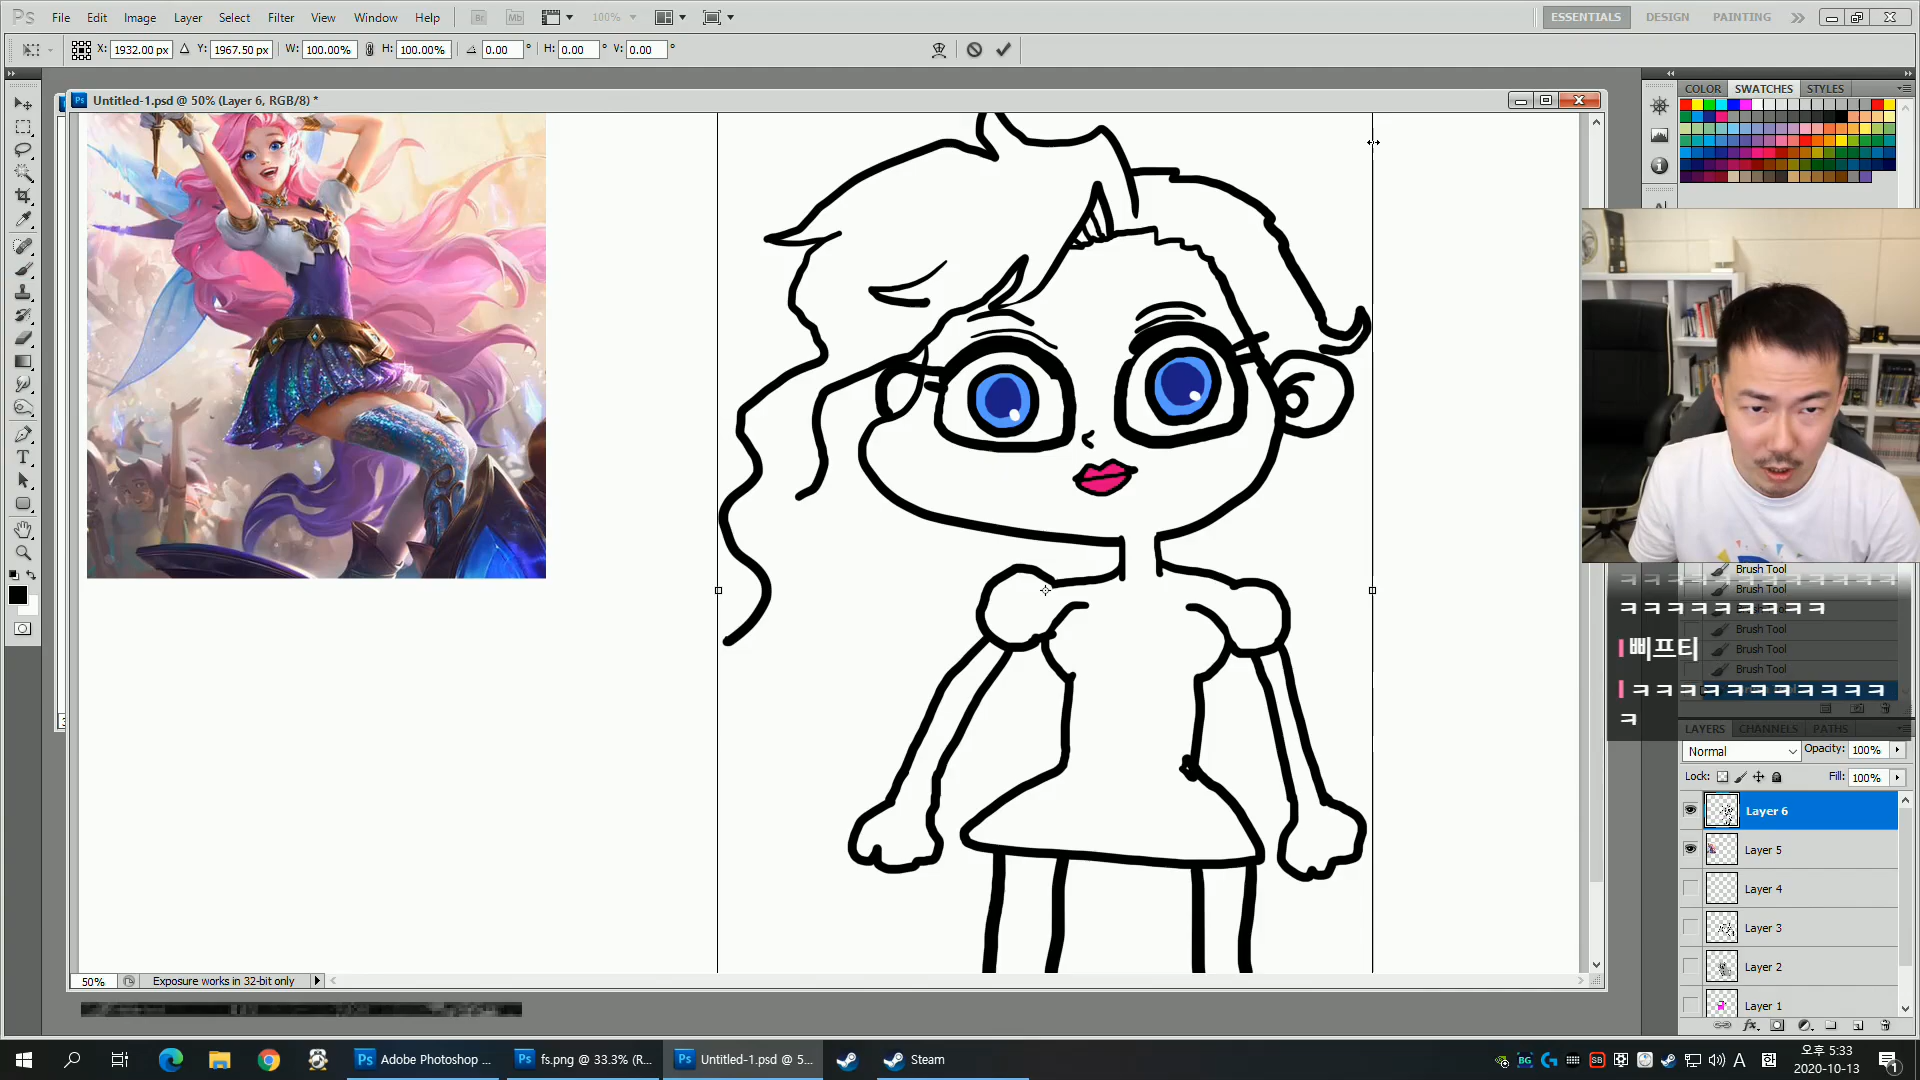 Ps File Edit Image Layer Select Filter View Window Help Br Mb 100% ESSENTIALS DESIGN PAINTING
X: 1932.00 px Y: 1967.50 px W: 100.00% H: 100.00% 0.00 ° H: 0.00 ° V: 0.00 °
Untitled-1.psd @ 50% (Layer 6, RGB/8) *
COLOR SWATCHES STYLES
Brush Tool
Brush Tool
ㅋㅋㅋㅋㅋㅋㅋㅋㅋ
Brush Tool
삐프티
Brush Tool
Brush Tool
ㅋㅋㅋㅋㅋㅋㅋㅋㅋㅋㅋ
ㅋ
LAYERS CHANNELS PATHS
Normal Opacity: 100%
Lock: Fill: 100%
Layer 6
Layer 5
Layer 4
Layer 3
Layer 2
Layer 1
50% Exposure works in 32-bit only
Adobe Photoshop ...
fs.png @ 33.3% (R...
Untitled-1.psd @ 5...
Steam
A
오후 5:33
2020-10-13